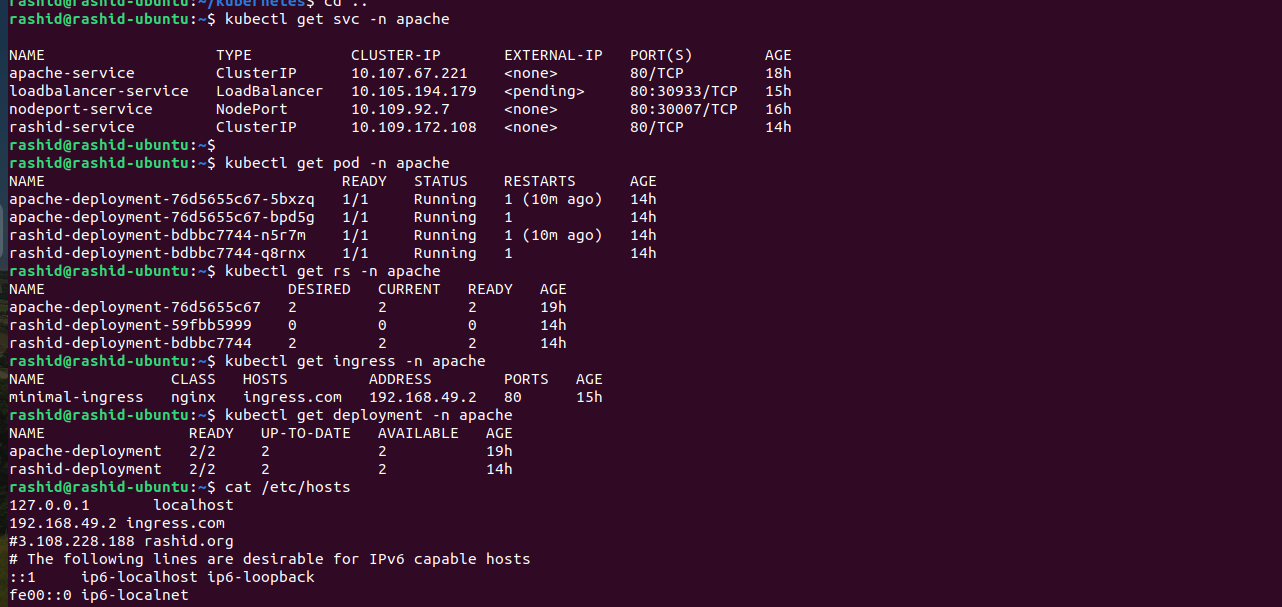 rashid@rashid-ubuntu:~/kubernetes$ cd ..
rashid@rashid-ubuntu:~$ kubectl get svc -n apache
NAME                   TYPE           CLUSTER-IP       EXTERNAL-IP   PORT(S)        AGE
apache-service         ClusterIP      10.107.67.221    <none>        80/TCP         18h
loadbalancer-service   LoadBalancer   10.105.194.179   <pending>     80:30933/TCP   15h
nodeport-service       NodePort       10.109.92.7      <none>        80:30007/TCP   16h
rashid-service         ClusterIP      10.109.172.108   <none>        80/TCP         14h
rashid@rashid-ubuntu:~$
rashid@rashid-ubuntu:~$ kubectl get pod -n apache
NAME                                 READY   STATUS    RESTARTS      AGE
apache-deployment-76d5655c67-5bxzq   1/1     Running   1 (10m ago)   14h
apache-deployment-76d5655c67-bpd5g   1/1     Running   1             14h
rashid-deployment-bdbbc7744-n5r7m    1/1     Running   1 (10m ago)   14h
rashid-deployment-bdbbc7744-q8rnx    1/1     Running   1             14h
rashid@rashid-ubuntu:~$ kubectl get rs -n apache
NAME                           DESIRED   CURRENT   READY   AGE
apache-deployment-76d5655c67   2         2         2       19h
rashid-deployment-59fbb5999    0         0         0       14h
rashid-deployment-bdbbc7744    2         2         2       14h
rashid@rashid-ubuntu:~$ kubectl get ingress -n apache
NAME              CLASS   HOSTS         ADDRESS        PORTS   AGE
minimal-ingress   nginx   ingress.com   192.168.49.2   80      15h
rashid@rashid-ubuntu:~$ kubectl get deployment -n apache
NAME                READY   UP-TO-DATE   AVAILABLE   AGE
apache-deployment   2/2     2            2           19h
rashid-deployment   2/2     2            2           14h
rashid@rashid-ubuntu:~$ cat /etc/hosts
127.0.0.1       localhost
192.168.49.2 ingress.com
#3.108.228.188 rashid.org
# The following lines are desirable for IPv6 capable hosts
::1     ip6-localhost ip6-loopback
fe00::0 ip6-localnet